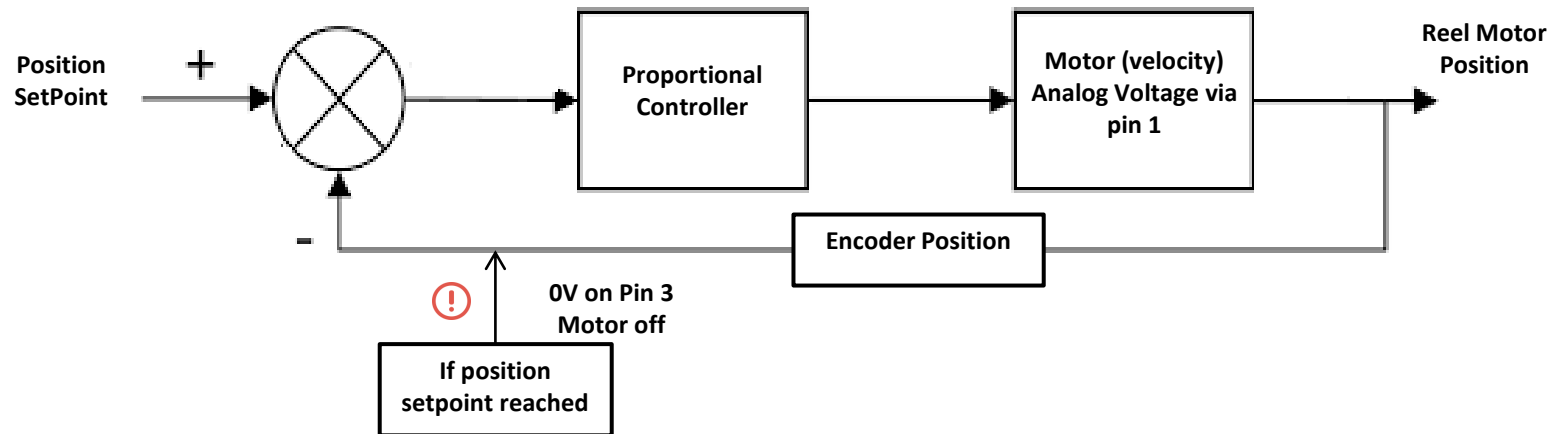 Position
SetPoint
+
Proportional
Controller
Motor (velocity)
Analog Voltage via
pin 1
Reel Motor
Position
-
Encoder Position
!
0V on Pin 3
Motor off
If position
setpoint reached